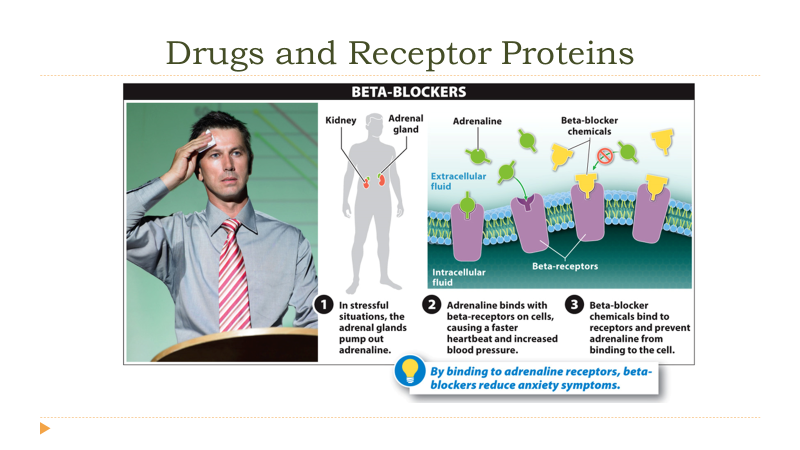 Drugs and Receptor Proteins
BETA-BLOCKERS
Kidney
Adrenal
gland
Adrenaline
Beta-blocker
chemicals
Extracellular
fluid
Intracellular
fluid
Beta-receptors
1 In stressful
situations, the
adrenal glands
pump out
adrenaline.
2 Adrenaline binds with
beta-receptors on cells,
causing a faster
heartbeat and increased
blood pressure.
3 Beta-blocker
chemicals bind to
receptors and prevent
adrenaline from
binding to the cell.
By binding to adrenaline receptors, beta-
blockers reduce anxiety symptoms.